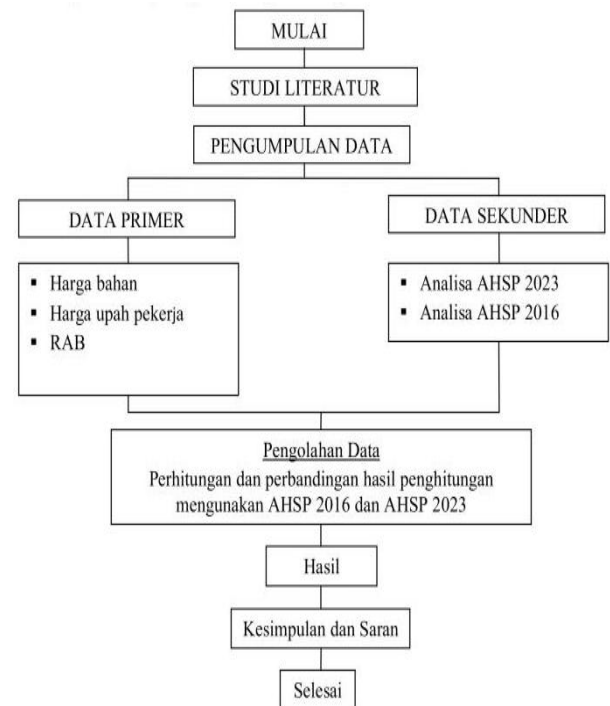 MULAI
STUDI LITERATUR
PENGUMPULAN DATA
DATA PRIMER
▪ Harga bahan
▪ Harga upah pekerja
▪ RAB
DATA SEKUNDER
▪ Analisa AHSP 2023
▪ Analisa AHSP 2016
Pengolahan Data
Perhitungan dan perbandingan hasil penghitungan
mengunakan AHSP 2016 dan AHSP 2023
Hasil
Kesimpulan dan Saran
Selesai